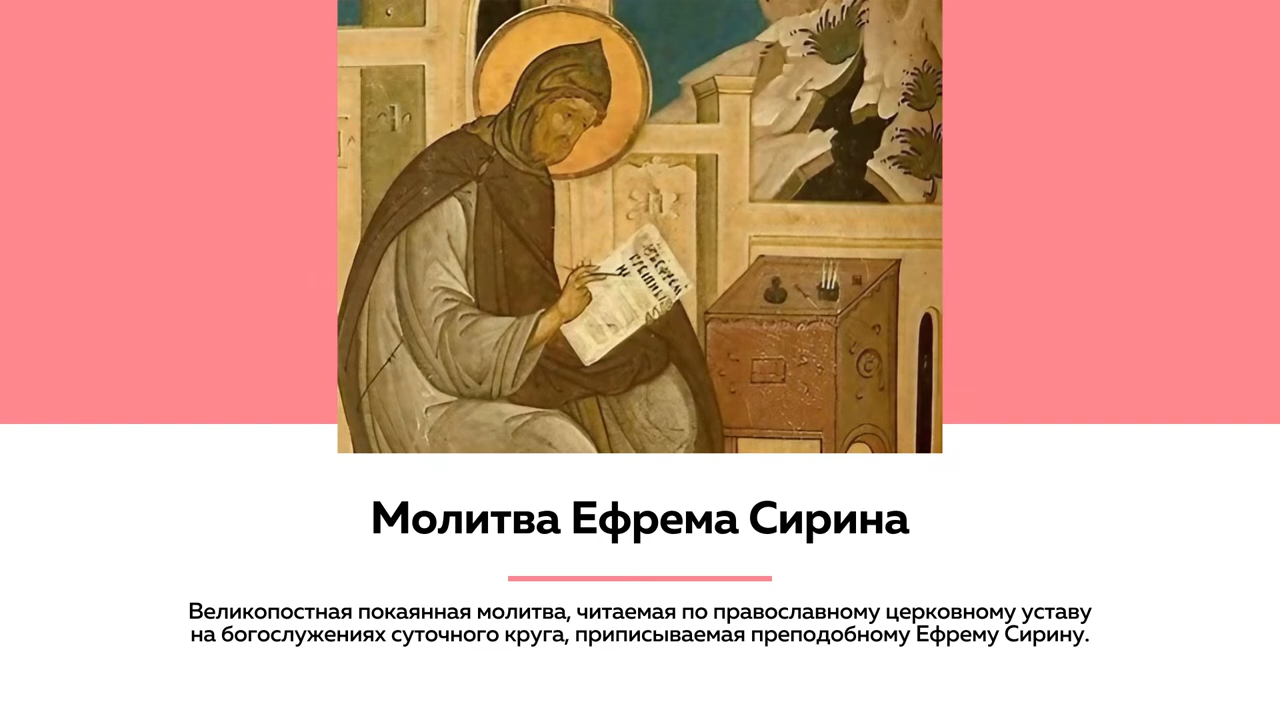 Молитва Ефрема Сирина
Великопостная покаянная молитва, читаемая по православному церковному уставу
на богослужениях суточного круга, приписываемая преподобному Ефрему Сирину.